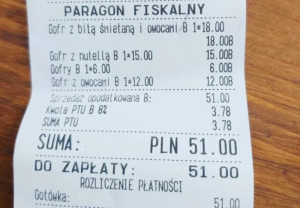 PARAGON FISKALNY
Gofr z bitą śmietaną i owocami B 1*18.00
18.00B
Gofr z nutellą B 1*15.00 15.00B
Gofry B 1*6.00 6.00B
Gofr z owocami B 1*12.00 12.00B
Sprzedaż opodatkowana B: 51.00
Kwota PTU B 8% 3.78
SUMA PTU 3.78
SUMA: PLN 51.00
DO ZAPŁATY: 51.00
ROZLICZENIE PŁATNOŚCI
Gotówka: 51.00